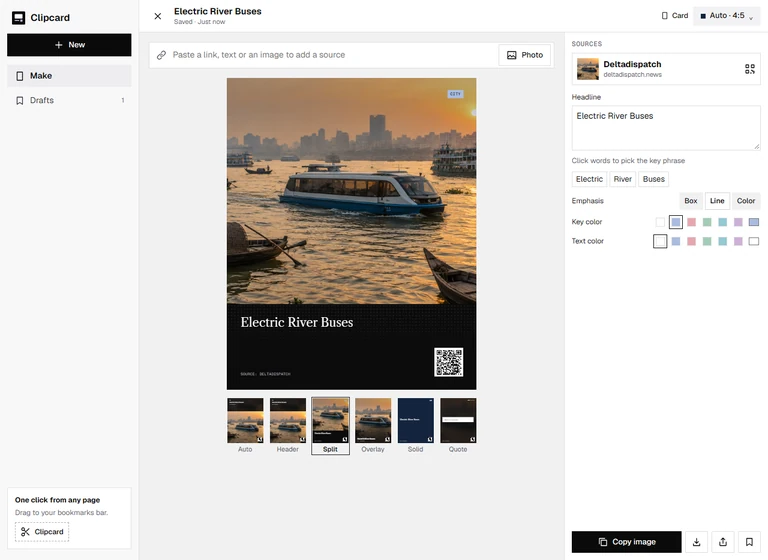 Clipcard
New
Make
Drafts
1
One click from any page
Drag to your bookmarks bar.
Clipcard
Electric River Buses
Saved · Just now
Card
Auto · 4:5
Paste a link, text or an image to add a source
Photo
CITY
Electric River Buses
SOURCE: DELTADISPATCH
Auto
Header
Split
Overlay
Solid
Quote
SOURCES
Deltadispatch
deltadispatch.news
Headline
Electric River Buses
Click words to pick the key phrase
Electric
River
Buses
Emphasis
Box
Line
Color
Key color
Text color
Copy image